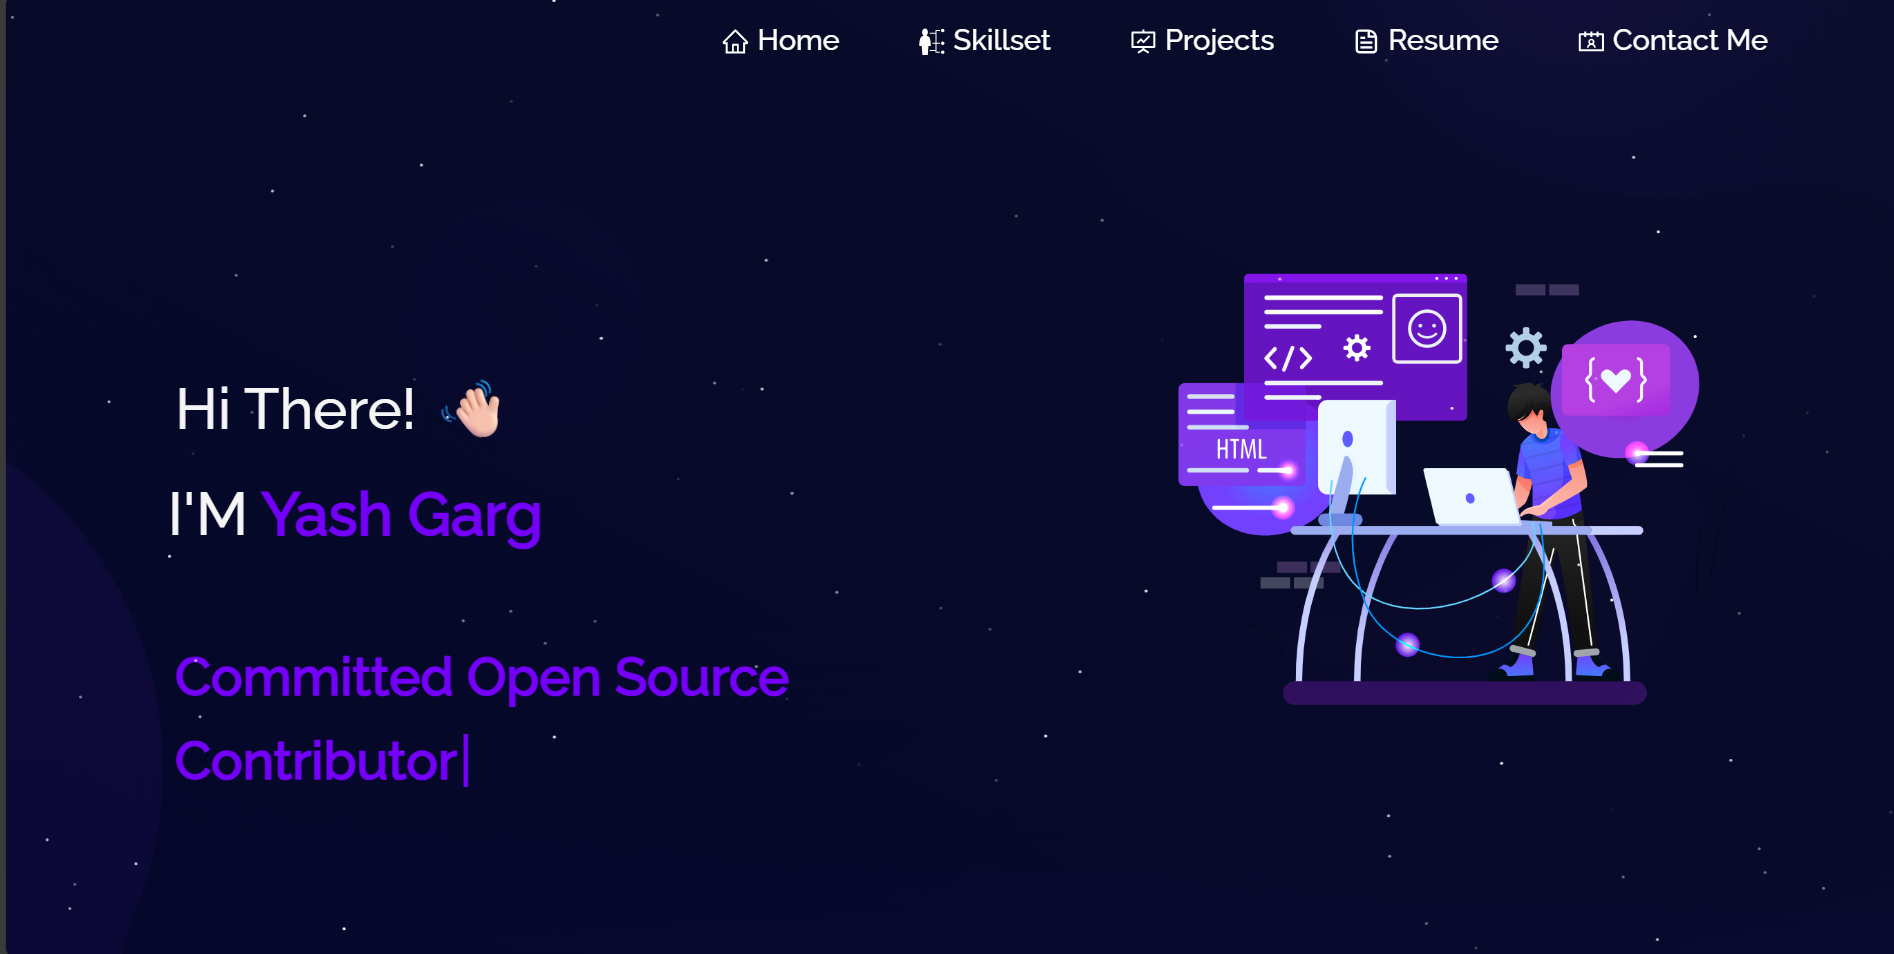 Home Skillset Projects Resume Contact Me
Hi There! 👋🏻
I'M Yash Garg
Committed Open Source
Contributor
</>
HTML
{ }